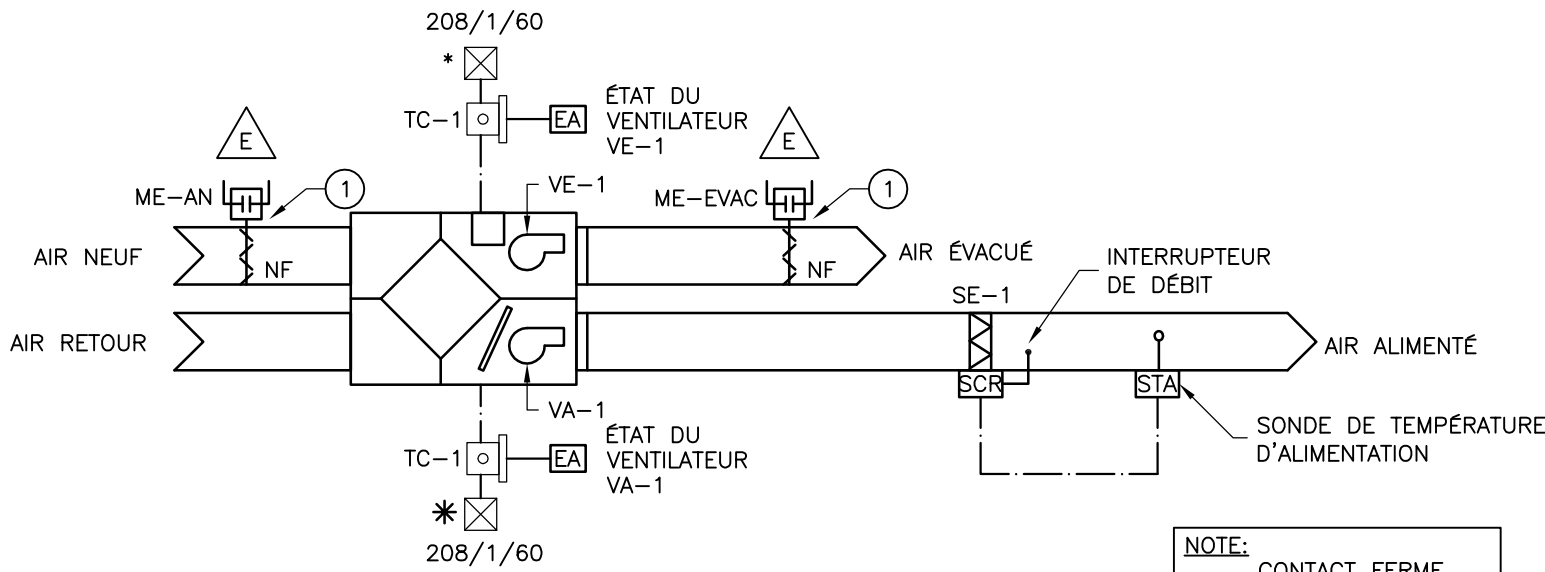 208/1/60
*
TC-1
EA
ÉTAT DU
VENTILATEUR
VE-1
E
E
ME-AN
1
VE-1
ME-EVAC
1
AIR NEUF
NF
NF
AIR ÉVACUÉ
INTERRUPTEUR
DE DÉBIT
SE-1
AIR RETOUR
AIR ALIMENTÉ
SCR
STA
VA-1
SONDE DE TEMPÉRATURE
D'ALIMENTATION
TC-1
EA
ÉTAT DU
VENTILATEUR
VA-1
*
208/1/60
NOTE:
CONTACT FERME